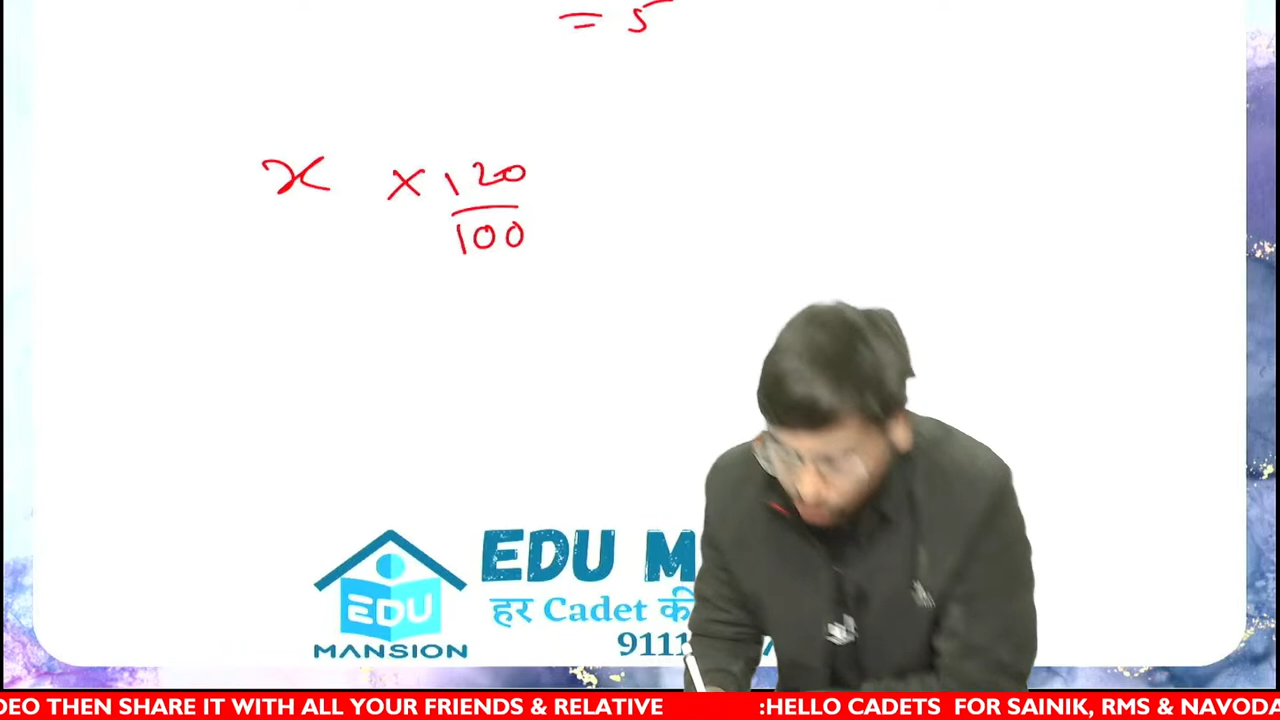 = 5
x × 120
100
EDU M
EDU
हर Cadet की
MANSION
9111
DEO THEN SHARE IT WITH ALL YOUR FRIENDS & RELATIVE :HELLO CADETS FOR SAINIK, RMS & NAVODA